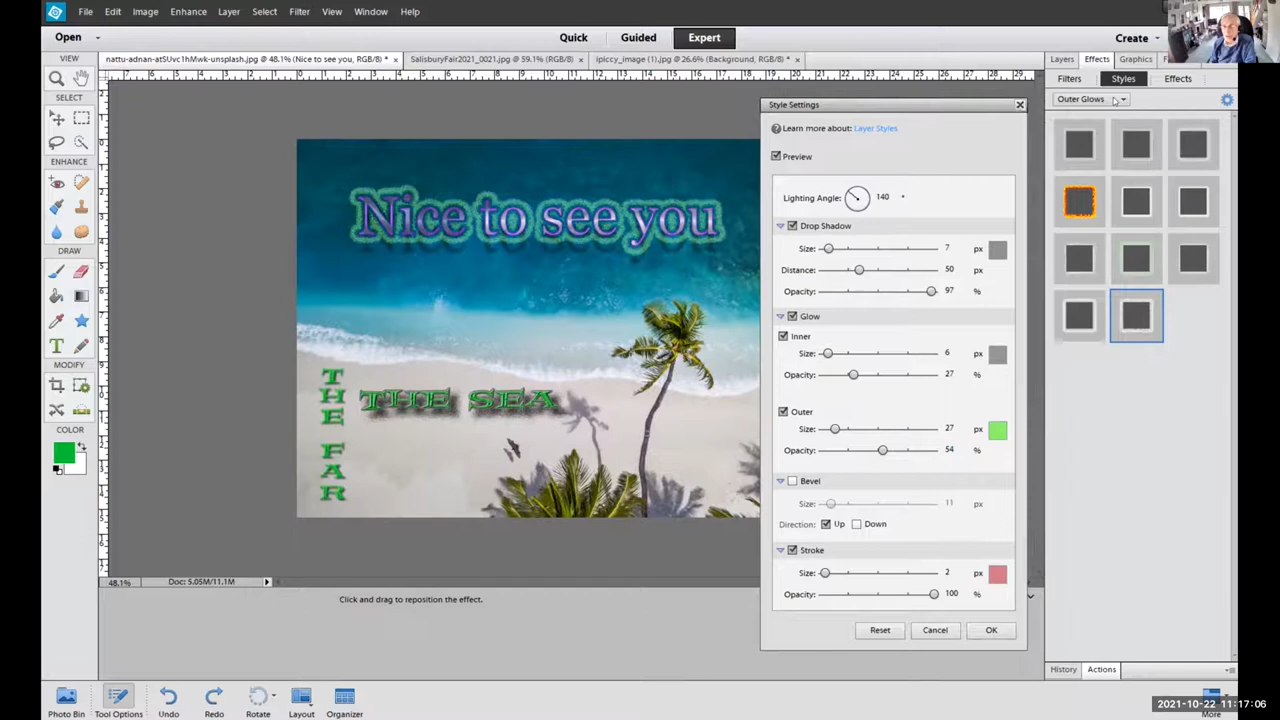 File Edit Image Enhance Layer Select Filter View Window Help
Open Quick Guided Expert Create
VIEW
nattu-adnan-atSUvc1hMwk-unsplash.jpg @ 48.1% (Nice to see you, RGB/8) * × SalisburyFair2021_0021.jpg @ 59.1% (RGB/8) × ipiccy_image (1).jpg @ 26.6% (Background, RGB/8) * ×
Layers Effects Graphics
Filters Styles Effects
Outer Glows
SELECT
ENHANCE
DRAW
MODIFY
COLOR
Nice to see you
THE SEA
THE
FAR
Style Settings
Learn more about: Layer Styles
Preview
Lighting Angle: 140 °
Drop Shadow
Size: 7 px
Distance: 50 px
Opacity: 97 %
Glow
Inner
Size: 6 px
Opacity: 27 %
Outer
Size: 27 px
Opacity: 54 %
Bevel
Size: 11 px
Direction: Up Down
Stroke
Size: 2 px
Opacity: 100 %
Reset Cancel OK
48.1% Doc: 5.05M/11.1M
Click and drag to reposition the effect.
History Actions
Photo Bin Tool Options Undo Redo Rotate Layout Organizer More
2021-10-22 11:17:06